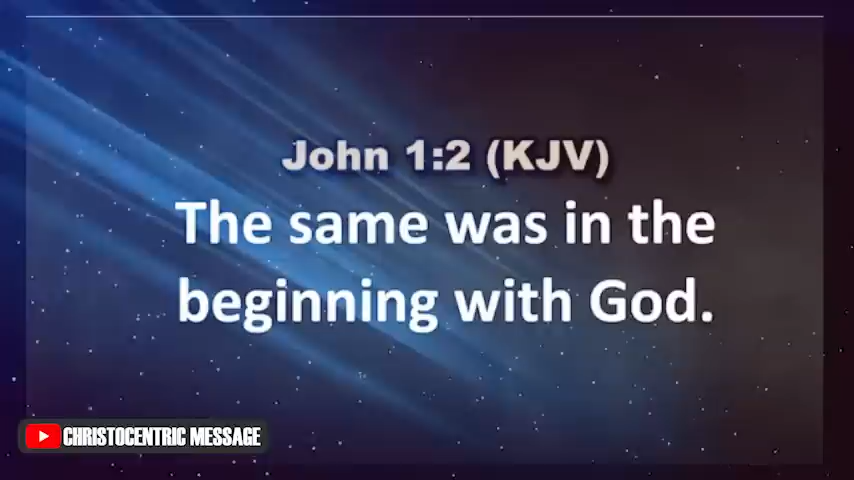 John 1:2 (KJV)
The same was in the
beginning with God.
CHRISTOCENTRIC MESSAGE